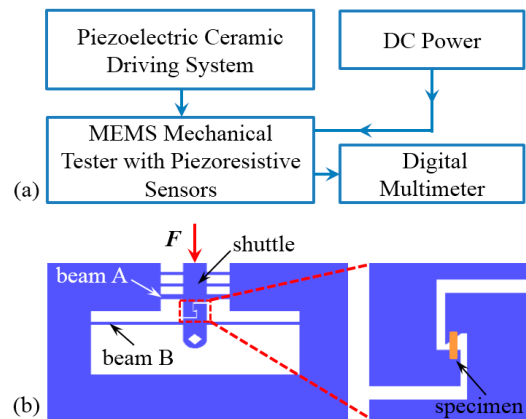 Piezoelectric Ceramic
Driving System
DC Power
MEMS Mechanical
Tester with Piezoresistive
Sensors
Digital
Multimeter
(a)
F
shuttle
beam A
beam B
specimen
(b)